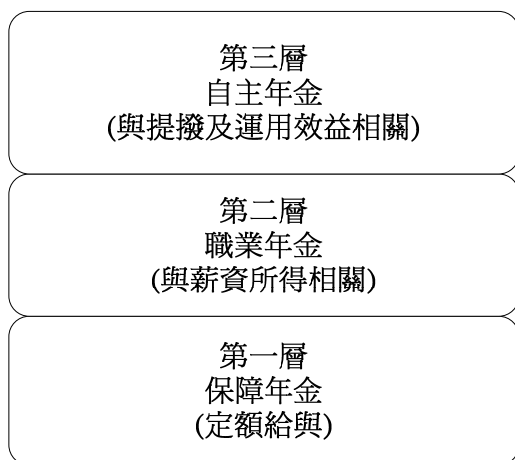 第三層
自主年金
(與提撥及運用效益相關)
第二層
職業年金
(與薪資所得相關)
第一層
保障年金
(定額給與)